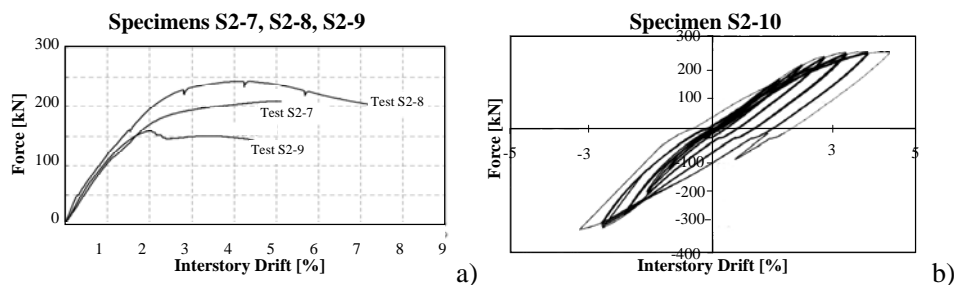 Specimens S2-7, S2-8, S2-9
Force [kN]
300
200
100
0
Test S2-8
Test S2-7
Test S2-9
1 2 3 4 5 6 7 8 9
Interstory Drift [%]
a)
Specimen S2-10
Force [kN]
300
200
100
-5 -3 3 5
-100
-200
-300
-400
Interstory Drift [%]
b)